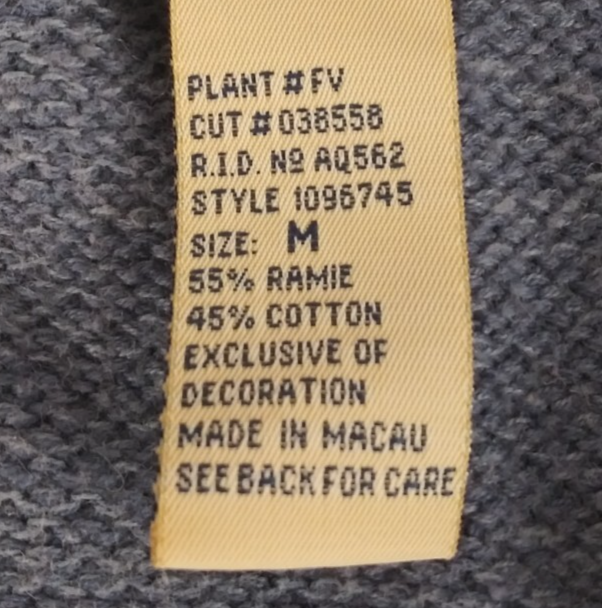 PLANT # FV
CUT # 038558
R.I.D. Nº AQ562
STYLE 1096745
SIZE: M
55% RAMIE
45% COTTON
EXCLUSIVE OF
DECORATION
MADE IN MACAU
SEE BACK FOR CARE